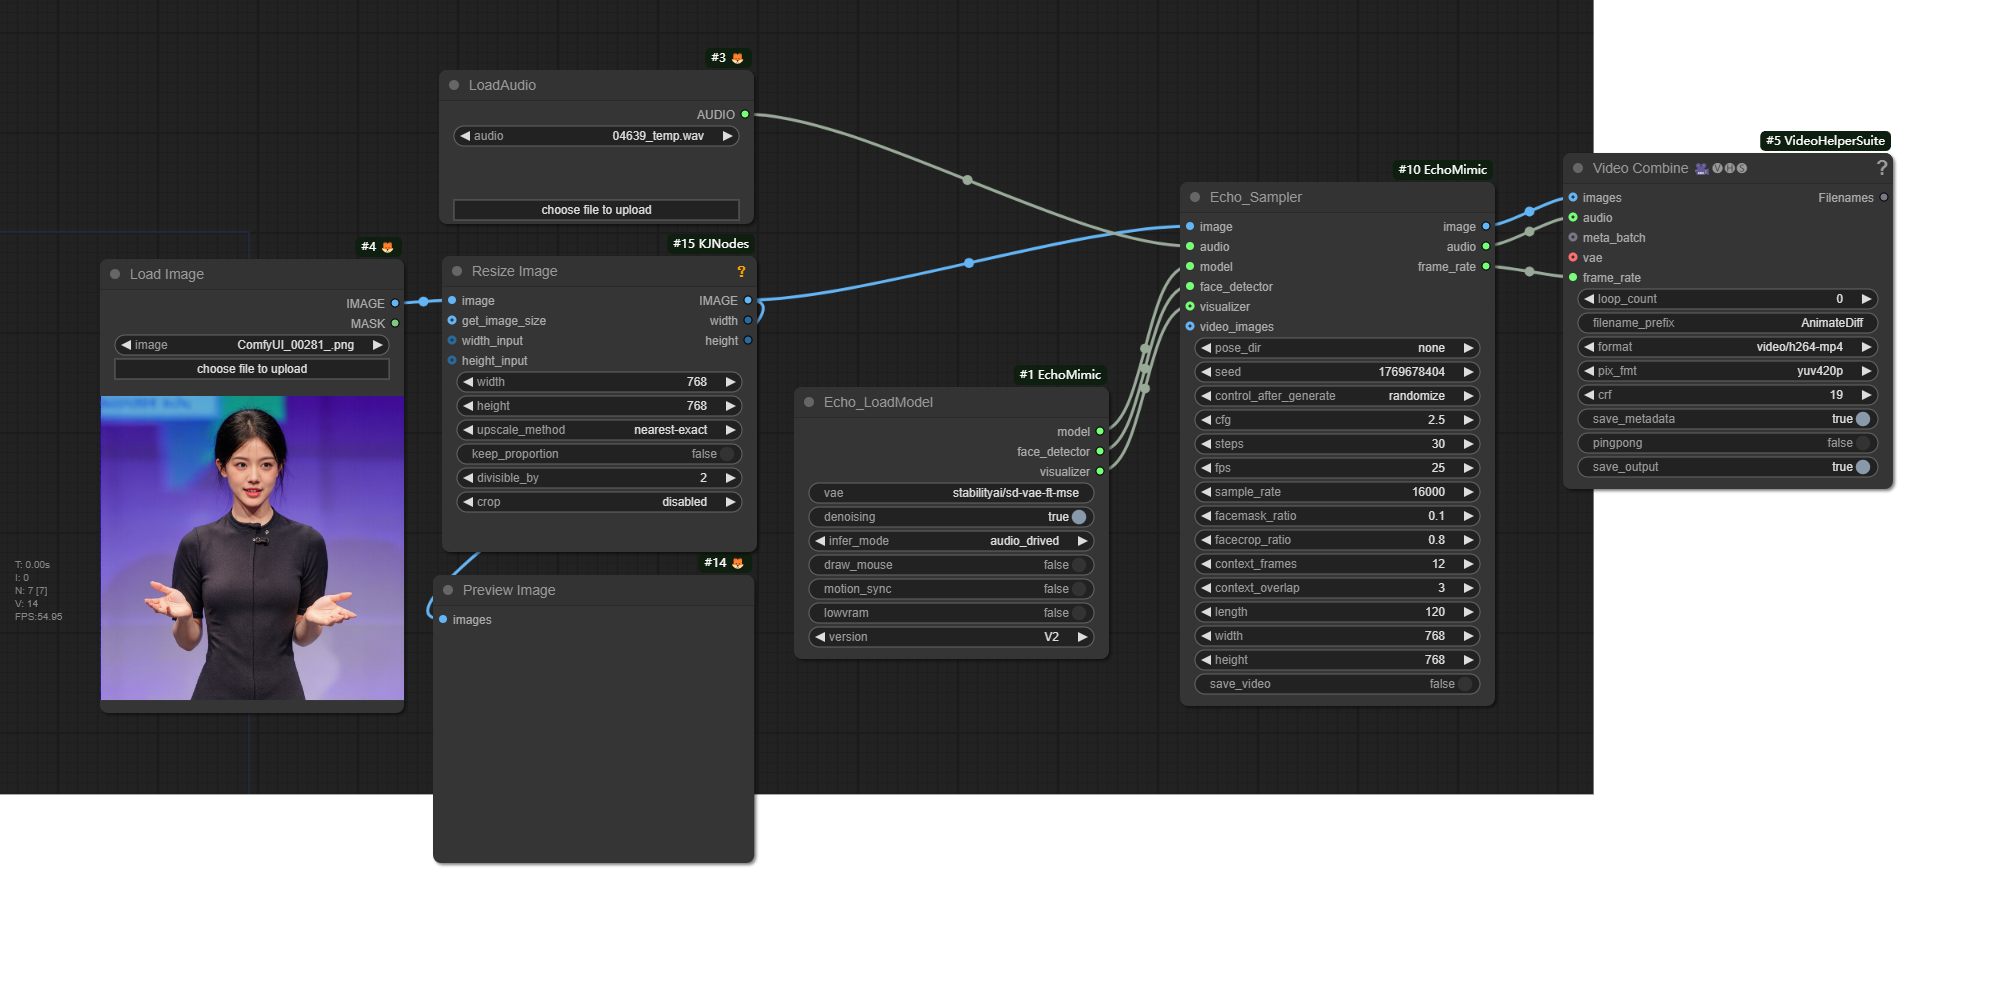 #3
LoadAudio
AUDIO
audio 04639_temp.wav
choose file to upload
#4
Load Image
IMAGE
MASK
image ComfyUI_00281_.png
choose file to upload
#15 KJNodes
Resize Image ?
image IMAGE
get_image_size width
width_input height
height_input
width 768
height 768
upscale_method nearest-exact
keep_proportion false
divisible_by 2
crop disabled
#14
Preview Image
images
T: 0.00s
I: 0
N: 7 [7]
V: 14
FPS:54.95
#1 EchoMimic
Echo_LoadModel
model
face_detector
visualizer
vae stabilityai/sd-vae-ft-mse
denoising true
infer_mode audio_drived
draw_mouse false
motion_sync false
lowvram false
version V2
#10 EchoMimic
Echo_Sampler
image image
audio audio
model frame_rate
face_detector
visualizer
video_images
pose_dir none
seed 1769678404
control_after_generate randomize
cfg 2.5
steps 30
fps 25
sample_rate 16000
facemask_ratio 0.1
facecrop_ratio 0.8
context_frames 12
context_overlap 3
length 120
width 768
height 768
save_video false
#5 VideoHelperSuite
Video Combine 🅥🅗🅢 ?
images Filenames
audio
meta_batch
vae
frame_rate
loop_count 0
filename_prefix AnimateDiff
format video/h264-mp4
pix_fmt yuv420p
crf 19
save_metadata true
pingpong false
save_output true